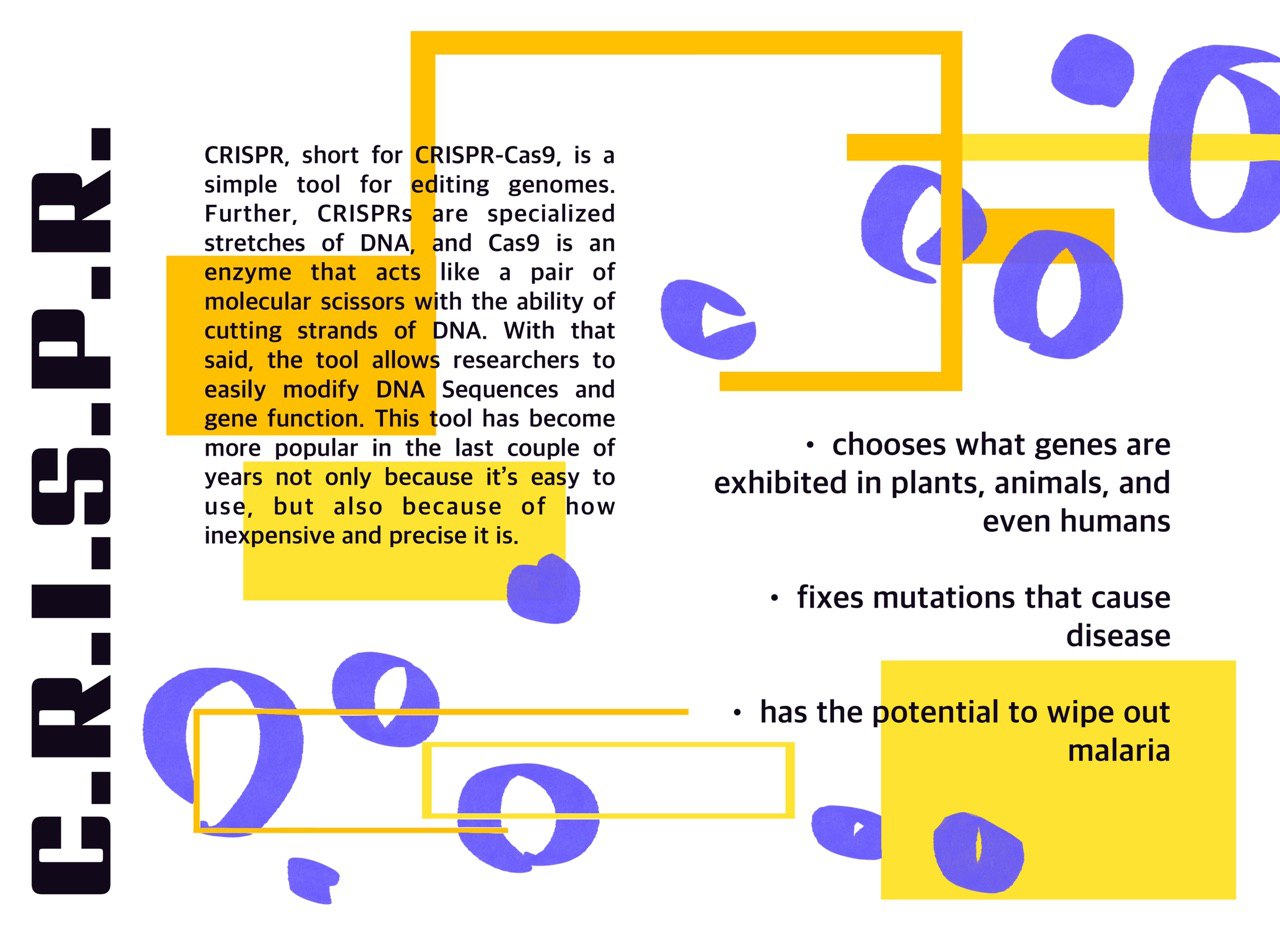 C.R.I.S.P.R.
CRISPR, short for CRISPR-Cas9, is a
simple tool for editing genomes.
Further, CRISPRs are specialized
stretches of DNA, and Cas9 is an
enzyme that acts like a pair of
molecular scissors with the ability of
cutting strands of DNA. With that
said, the tool allows researchers to
easily modify DNA Sequences and
gene function. This tool has become
more popular in the last couple of
years not only because it’s easy to
use, but also because of how
inexpensive and precise it is.
• chooses what genes are
exhibited in plants, animals, and
even humans
• fixes mutations that cause
disease
• has the potential to wipe out
malaria